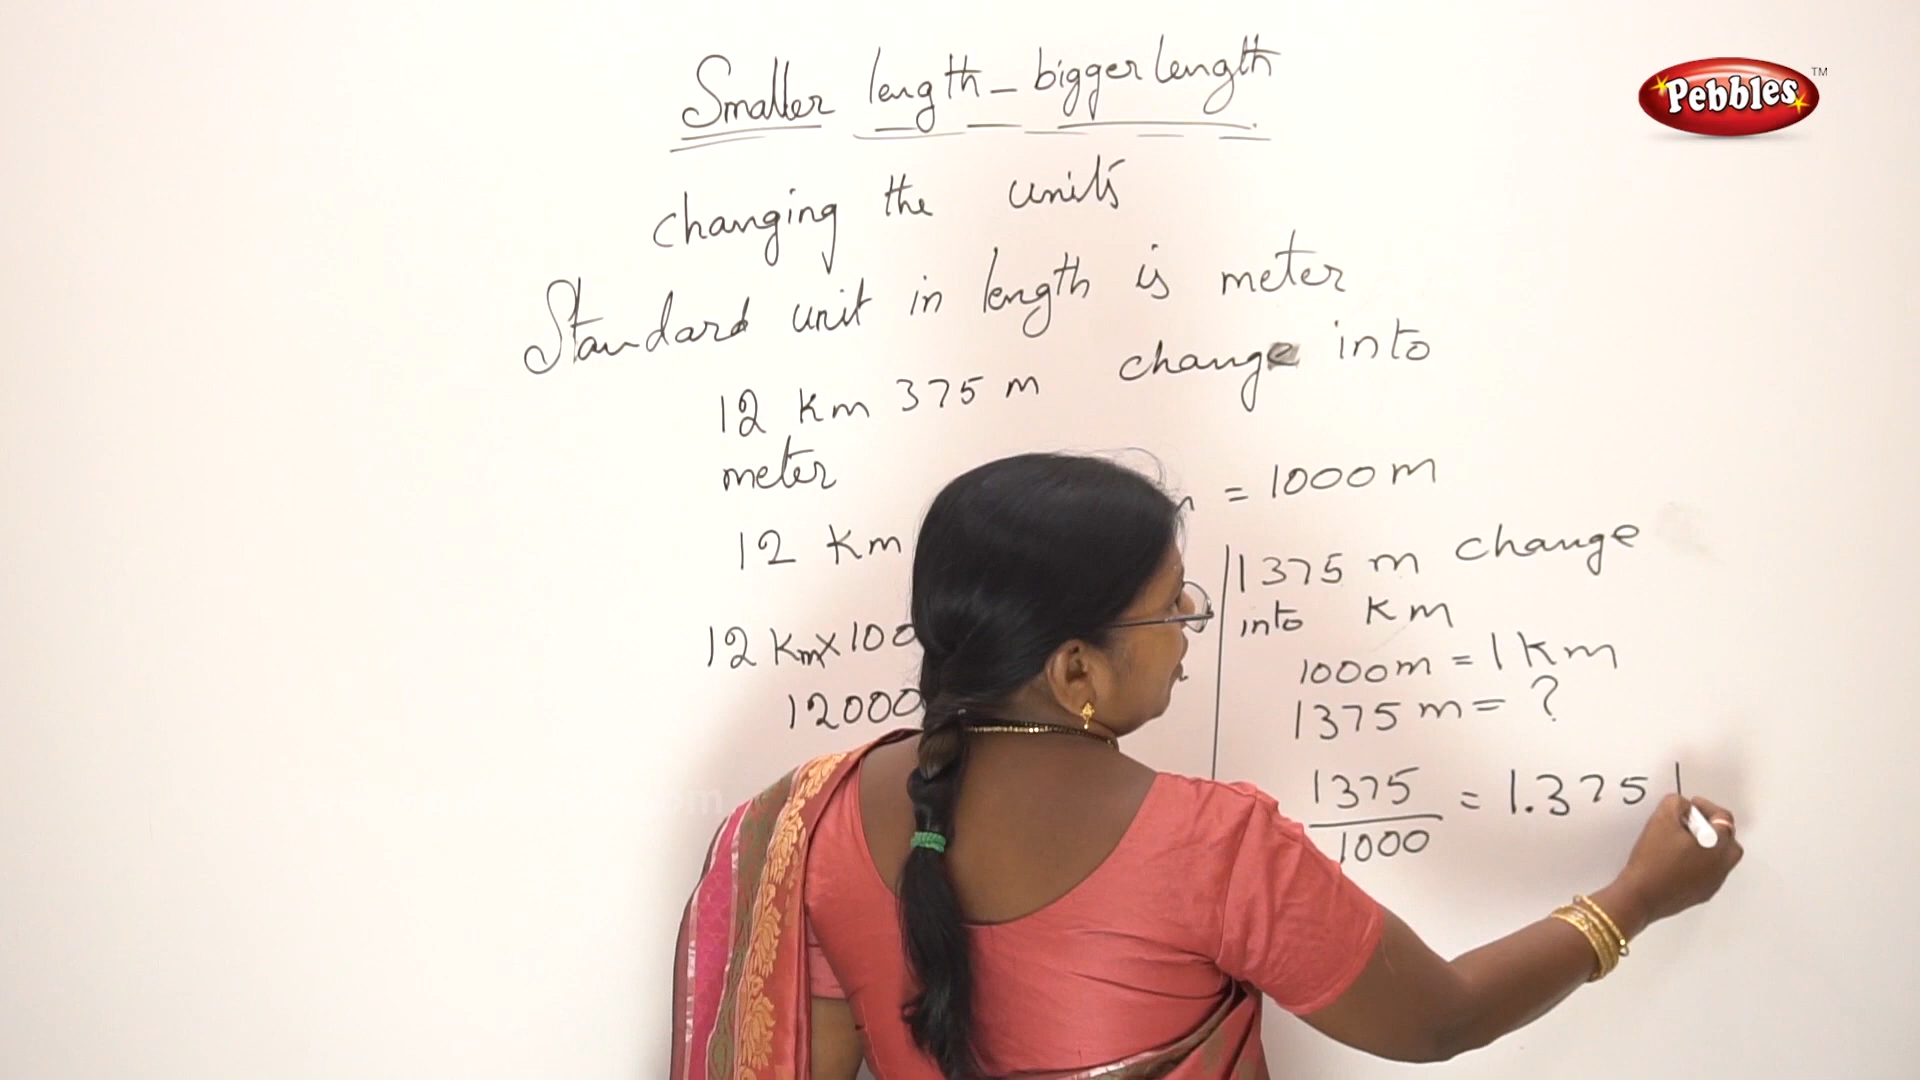 Smaller length - bigger length
changing the units
Standard unit in length is meter
12 Km 375 m change into
meter
= 1000 m
12 Km
12 Km x 100
12000
1375 m change
into Km
1000 m = 1 Km
1375 m = ?
1375
= 1.375
1000
Pebbles TM